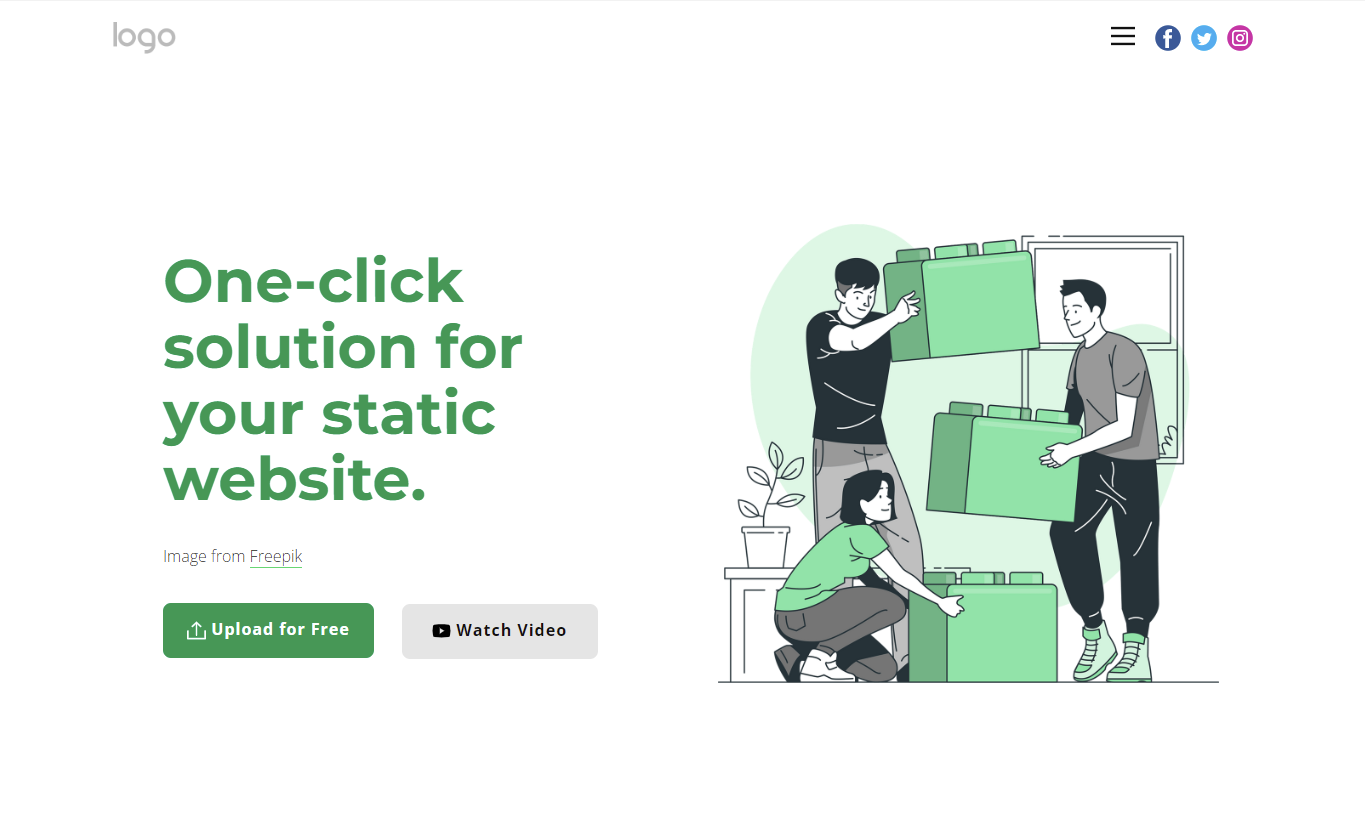 logo
One-click
solution for
your static
website.
Image from Freepik
Upload for Free
Watch Video